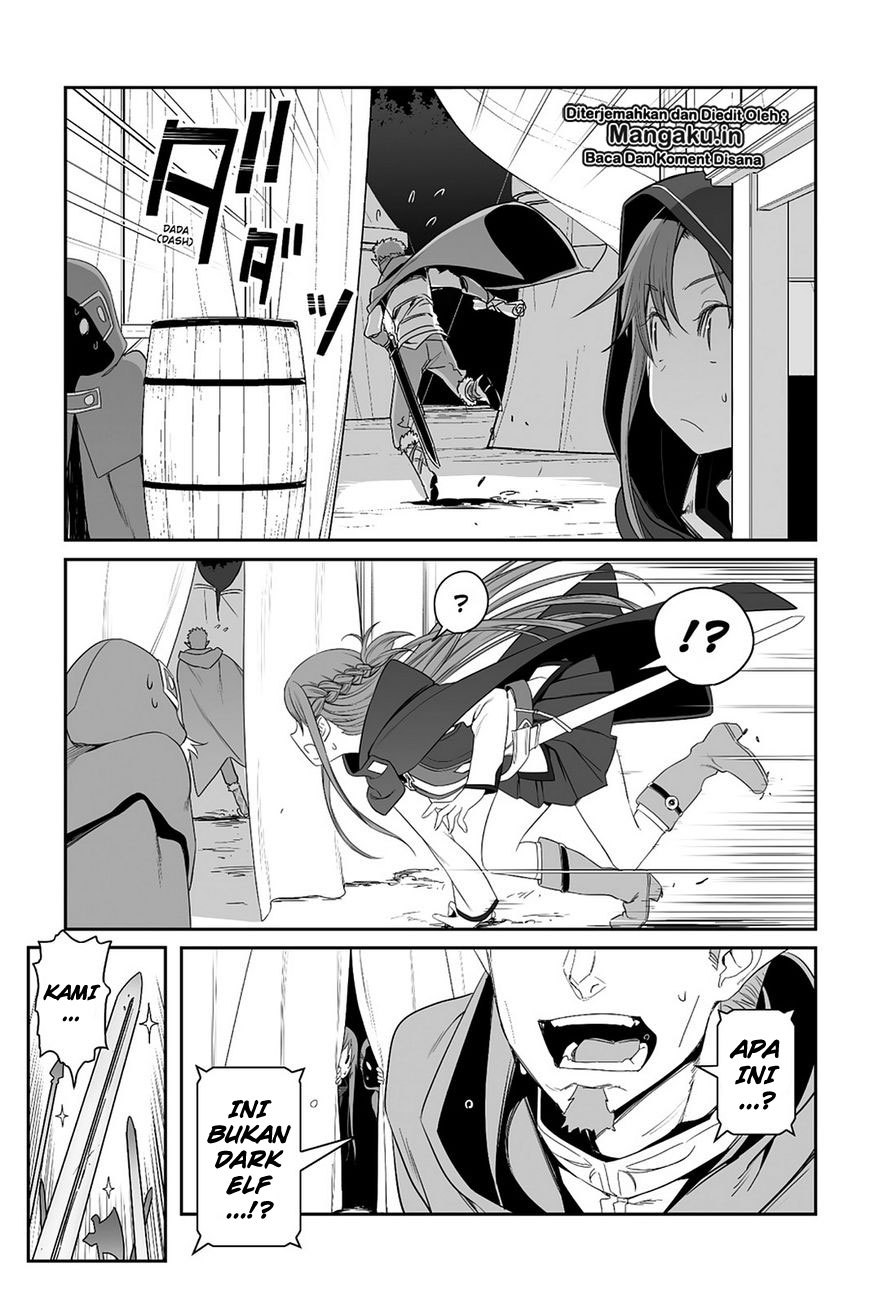 Diterjemahkan dan Diedit Oleh :
Mangaku.in
Baca Dan Koment Disana
ダダッ
DADA
(DASH)
!?
?
APA
INI
...?
INI
BUKAN
DARK
ELF
...!?
KAMI
...